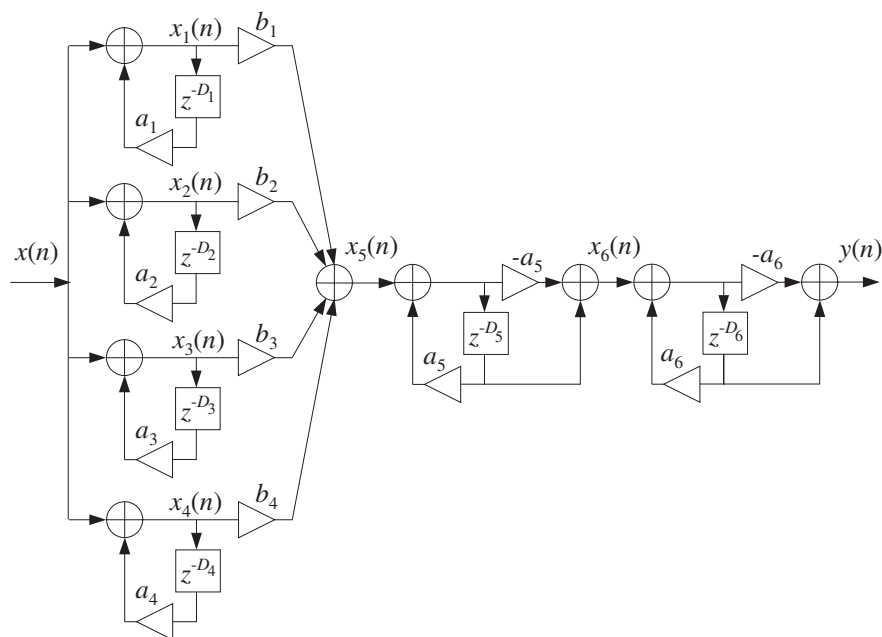 x₁(n)
b₁
z⁻ᴰ₁
a₁
x₂(n)
b₂
z⁻ᴰ₂
a₂
x(n)
x₃(n)
b₃
z⁻ᴰ₃
a₃
x₄(n)
b₄
z⁻ᴰ₄
a₄
x₅(n)
-a₅
z⁻ᴰ₅
a₅
x₆(n)
-a₆
z⁻ᴰ₆
a₆
y(n)